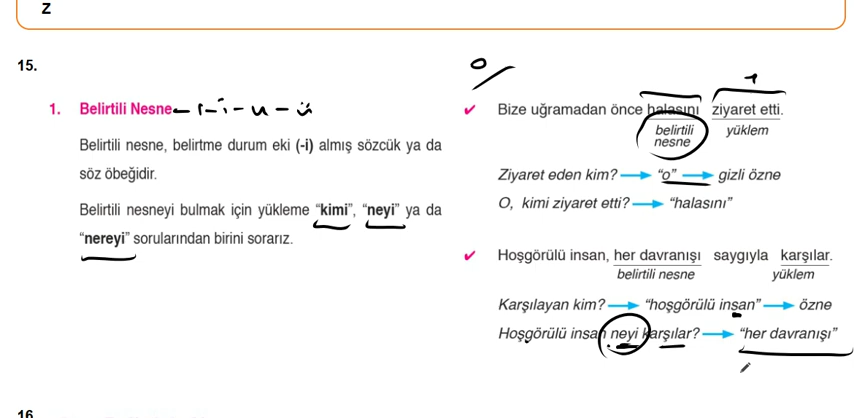 z
15.
1. Belirtili Nesne - ı - i - u - ü
Belirtili nesne, belirtme durum eki (-i) almış sözcük ya da
söz öbeğidir.
Belirtili nesneyi bulmak için yükleme “kimi”, “neyi” ya da
“nereyi” sorularından birini sorarız.
o
✔ Bize uğramadan önce halasını ziyaret etti.
belirtili nesne yüklem
Ziyaret eden kim? → “o” → gizli özne
O, kimi ziyaret etti? → “halasını”
✔ Hoşgörülü insan, her davranışı saygıyla karşılar.
belirtili nesne yüklem
Karşılayan kim? → “hoşgörülü insan” → özne
Hoşgörülü insan neyi karşılar? → “her davranışı”
16